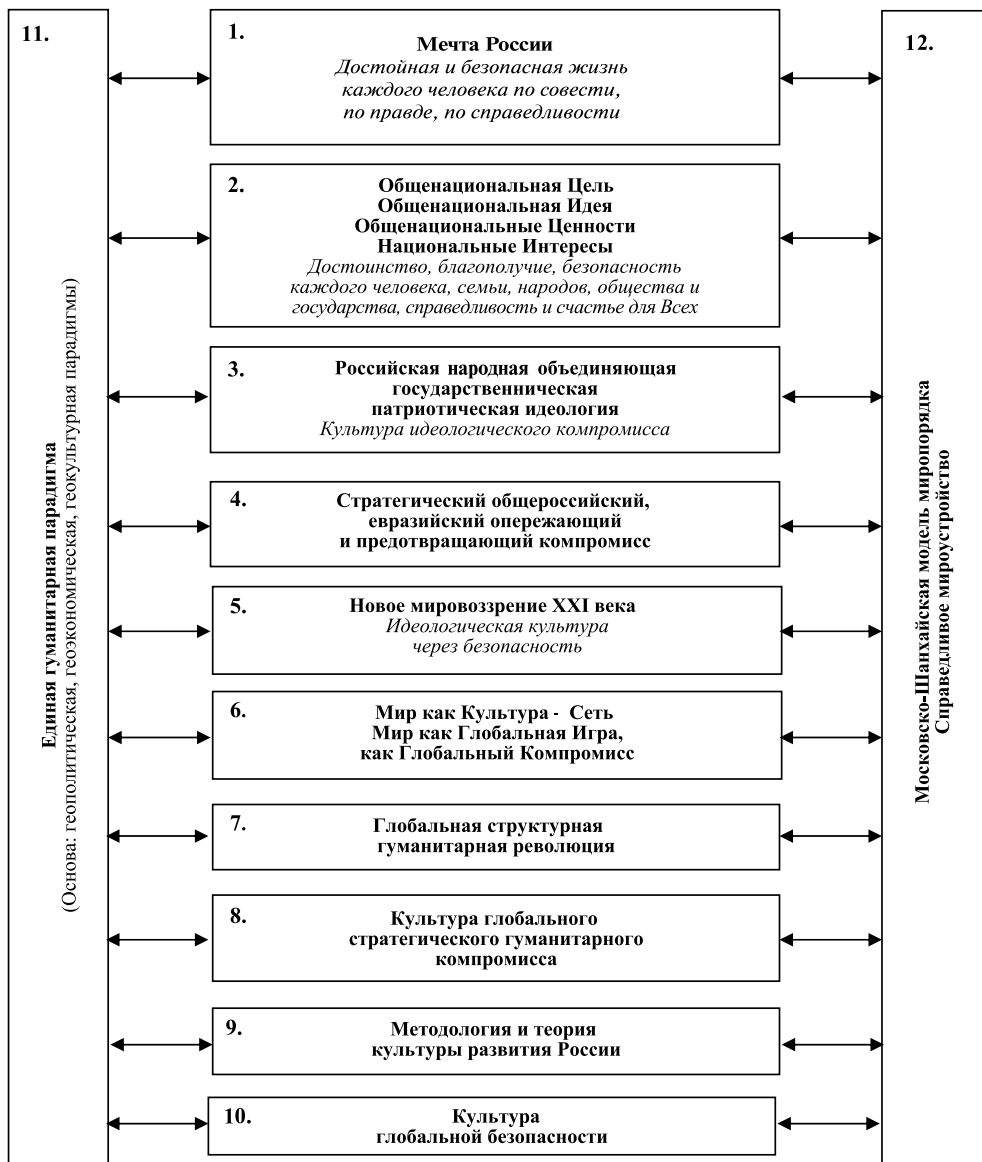 11.
Единая гуманитарная парадигма
(Основа: геополитическая, геоэкономическая, геокультурная парадигмы)
1.
Мечта России
Достойная и безопасная жизнь
каждого человека по совести,
по правде, по справедливости
2.
Общенациональная Цель
Общенациональная Идея
Общенациональные Ценности
Национальные Интересы
Достоинство, благополучие, безопасность
каждого человека, семьи, народов, общества и
государства, справедливость и счастье для Всех
3.
Российская народная объединяющая
государственническая
патриотическая идеология
Культура идеологического компромисса
4.
Стратегический общероссийский,
евразийский опережающий
и предотвращающий компромисс
5.
Новое мировоззрение XXI века
Идеологическая культура
через безопасность
6.
Мир как Культура - Сеть
Мир как Глобальная Игра,
как Глобальный Компромисс
7.
Глобальная структурная
гуманитарная революция
8.
Культура глобального
стратегического гуманитарного
компромисса
9.
Методология и теория
культуры развития России
10.
Культура
глобальной безопасности
12.
Московско-Шанхайская модель миропорядка
Справедливое мироустройство